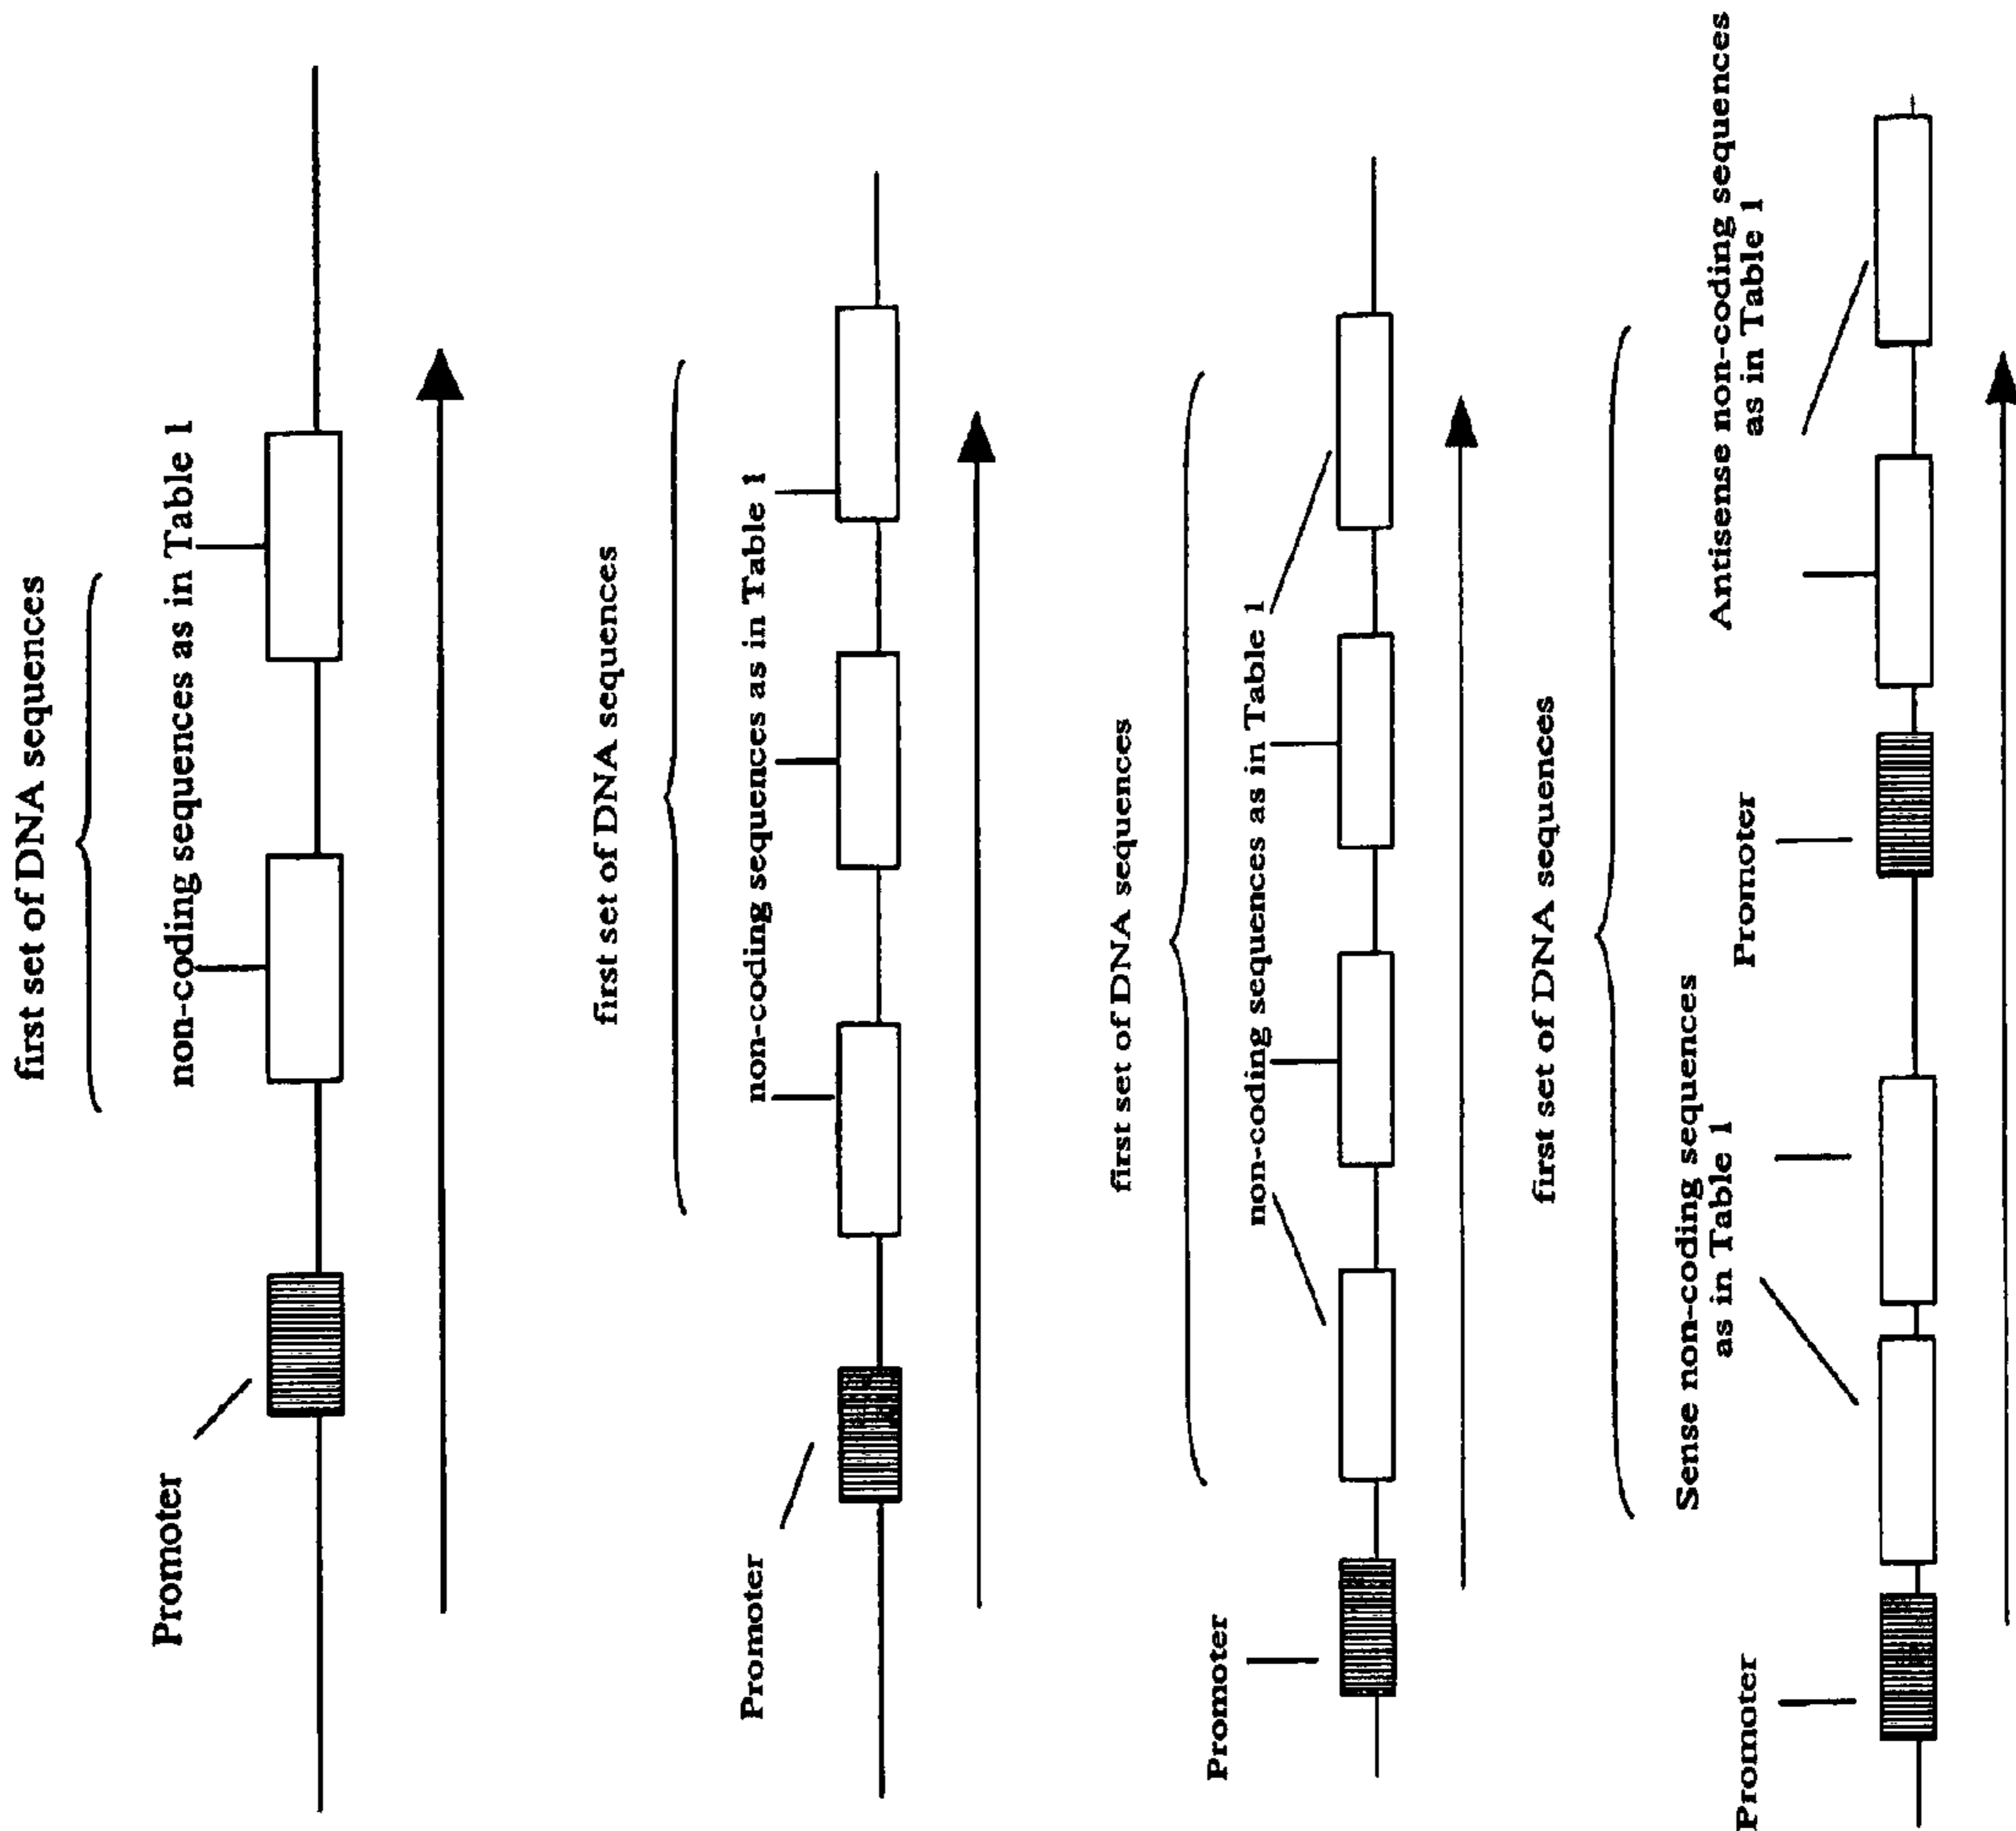 first set of DNA sequences
Promoter
non-coding sequences as in Table 1
first set of DNA sequences
Promoter
non-coding sequences as in Table 1
first set of DNA sequences
Promoter
non-coding sequences as in Table 1
first set of DNA sequences
Sense non-coding sequences
as in Table 1
Antisense non-coding sequences
as in Table 1
Promoter
Promoter